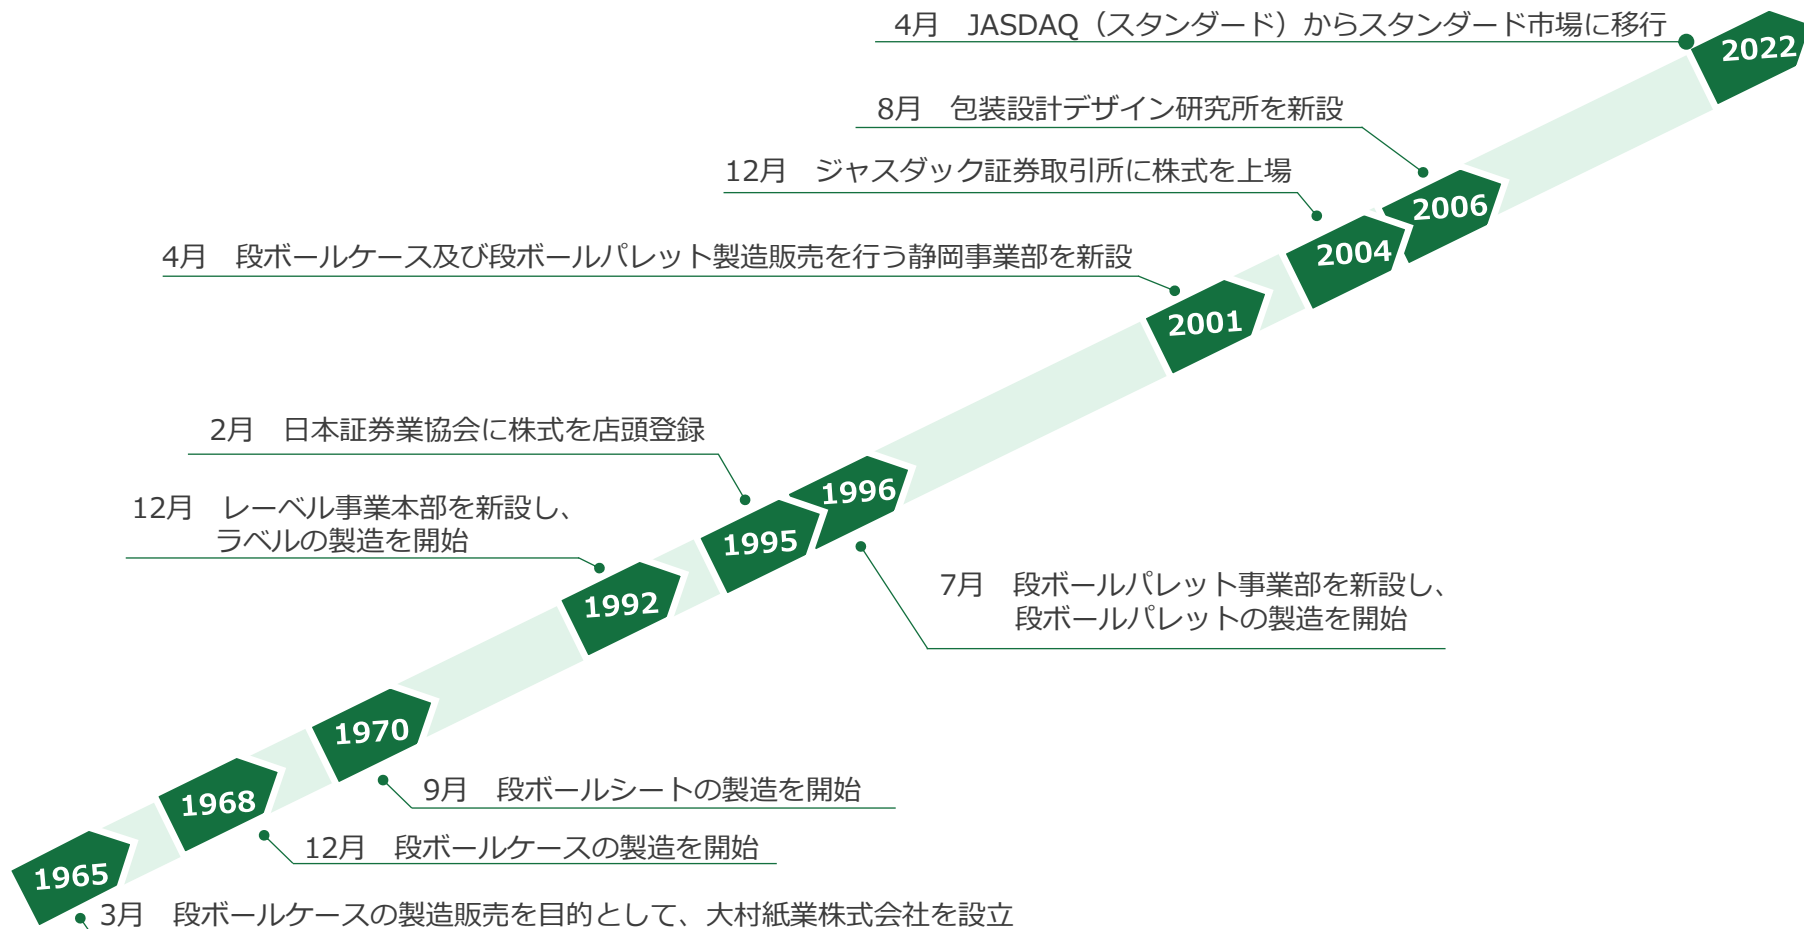 4月　JASDAQ（スタンダード）からスタンダード市場に移行
2022
8月　包装設計デザイン研究所を新設
2006
12月　ジャスダック証券取引所に株式を上場
2004
4月　段ボールケース及び段ボールパレット製造販売を行う静岡事業部を新設
2001
2月　日本証券業協会に株式を店頭登録
1995
1996
7月　段ボールパレット事業部を新設し、
段ボールパレットの製造を開始
12月　レーベル事業本部を新設し、
ラベルの製造を開始
1992
1970
9月　段ボールシートの製造を開始
1968
12月　段ボールケースの製造を開始
1965
3月　段ボールケースの製造販売を目的として、大村紙業株式会社を設立